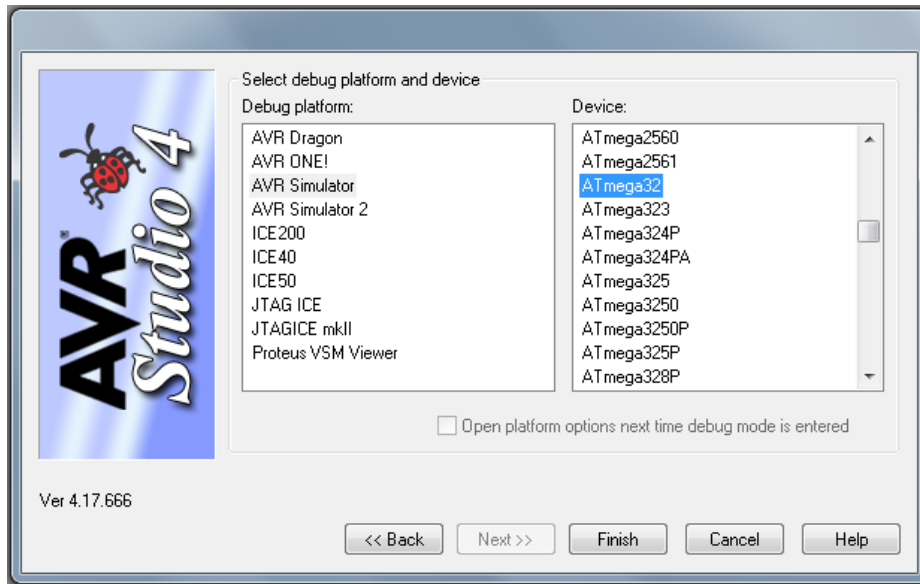 AVR
Studio 4
Select debug platform and device
Debug platform:
AVR Dragon
AVR ONE!
AVR Simulator
AVR Simulator 2
ICE200
ICE40
ICE50
JTAG ICE
JTAGICE mkII
Proteus VSM Viewer
Device:
ATmega2560
ATmega2561
ATmega32
ATmega323
ATmega324P
ATmega324PA
ATmega325
ATmega3250
ATmega3250P
ATmega325P
ATmega328P
Open platform options next time debug mode is entered
Ver 4.17.666
<< Back
Next >>
Finish
Cancel
Help